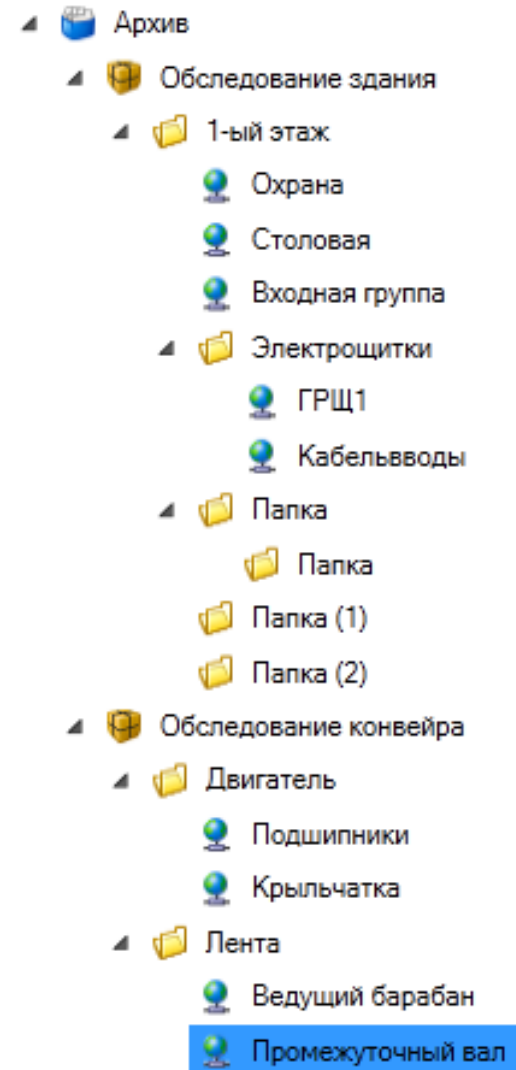 Архив
Обследование здания
1-ый этаж
Охрана
Столовая
Входная группа
Электрощитки
ГРЩ1
Кабельвводы
Папка
Папка
Папка (1)
Папка (2)
Обследование конвейра
Двигатель
Подшипники
Крыльчатка
Лента
Ведущий барабан
Промежуточный вал